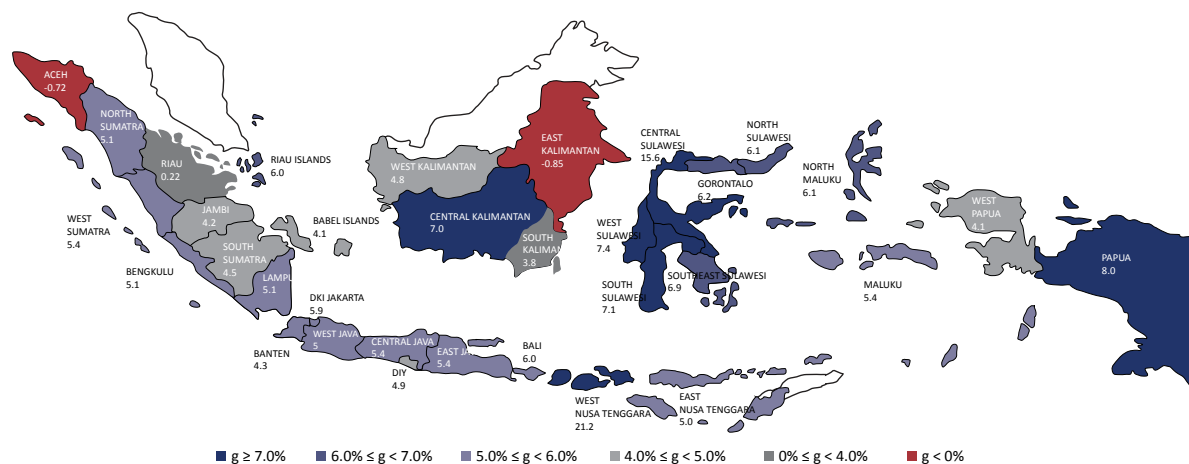 ACEH
-0.72
NORTH
SUMATRA
5.1
RIAU
0.22
RIAU ISLANDS
6.0
WEST
SUMATRA
5.4
JAMBI
4.2
BABEL ISLANDS
4.1
SOUTH
SUMATRA
4.5
BENGKULU
5.1
LAMPU
5.1
DKI JAKARTA
5.9
BANTEN
4.3
WEST JAVA
5
CENTRAL JAVA
5.4
DIY
4.9
EAST JA
5.4
BALI
6.0
WEST KALIMANTAN
4.8
CENTRAL KALIMANTAN
7.0
EAST
KALIMANTAN
-0.85
SOUTH
KALIMAN
3.8
CENTRAL
SULAWESI
15.6
NORTH
SULAWESI
6.1
GORONTALO
6.2
WEST
SULAWESI
7.4
SOUTH
SULAWESI
7.1
SOUTHEAST SULAWESI
6.9
NORTH
MALUKU
6.1
MALUKU
5.4
WEST
PAPUA
4.1
PAPUA
8.0
WEST
NUSA TENGGARA
21.2
EAST
NUSA TENGGARA
5.0
g ≥ 7.0%
6.0% ≤ g < 7.0%
5.0% ≤ g < 6.0%
4.0% ≤ g < 5.0%
0% ≤ g < 4.0%
g < 0%